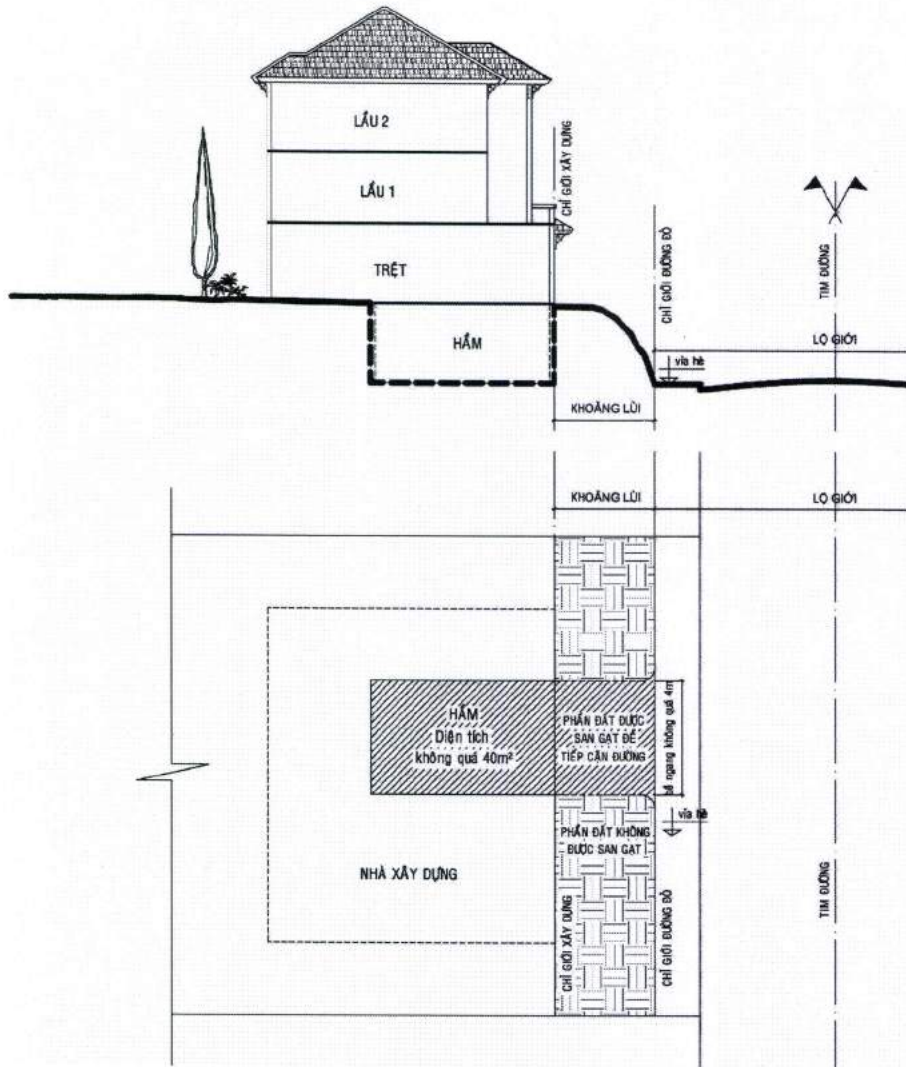 LẦU 2
LẦU 1
TRỆT
HẦM
CHỈ GIỚI XÂY DỰNG
CHỈ GIỚI ĐƯỜNG ĐỎ
TIM ĐƯỜNG
LỘ GIỚI
vỉa hè
KHOẢNG LÙI
KHOẢNG LÙI
LỘ GIỚI
HẦM
Diện tích
không quá 40m²
PHẦN ĐẤT ĐƯỢC
SAN GẠT ĐỂ
TIẾP CẬN ĐƯỜNG
bề ngang không quá 4m
vỉa hè
PHẦN ĐẤT KHÔNG
ĐƯỢC SAN GẠT
NHÀ XÂY DỰNG
CHỈ GIỚI XÂY DỰNG
CHỈ GIỚI ĐƯỜNG ĐỎ
TIM ĐƯỜNG